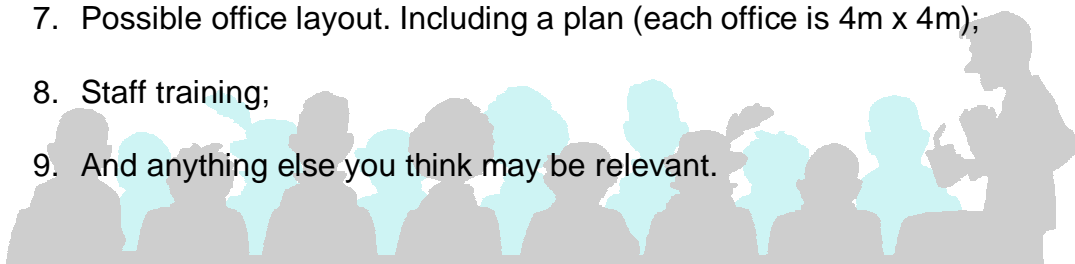 7. Possible office layout. Including a plan (each office is 4m x 4m);
8. Staff training;
9. And anything else you think may be relevant.